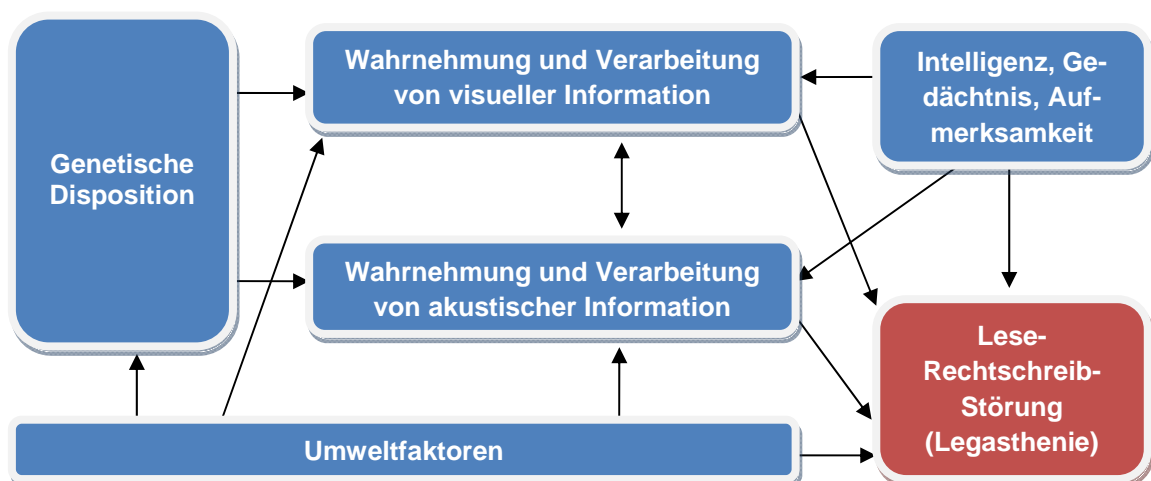 Genetische
Disposition
Wahrnehmung und Verarbeitung
von visueller Information
Intelligenz, Ge-
dächtnis, Auf-
merksamkeit
Wahrnehmung und Verarbeitung
von akustischer Information
Lese-
Rechtschreib-
Störung
(Legasthenie)
Umweltfaktoren